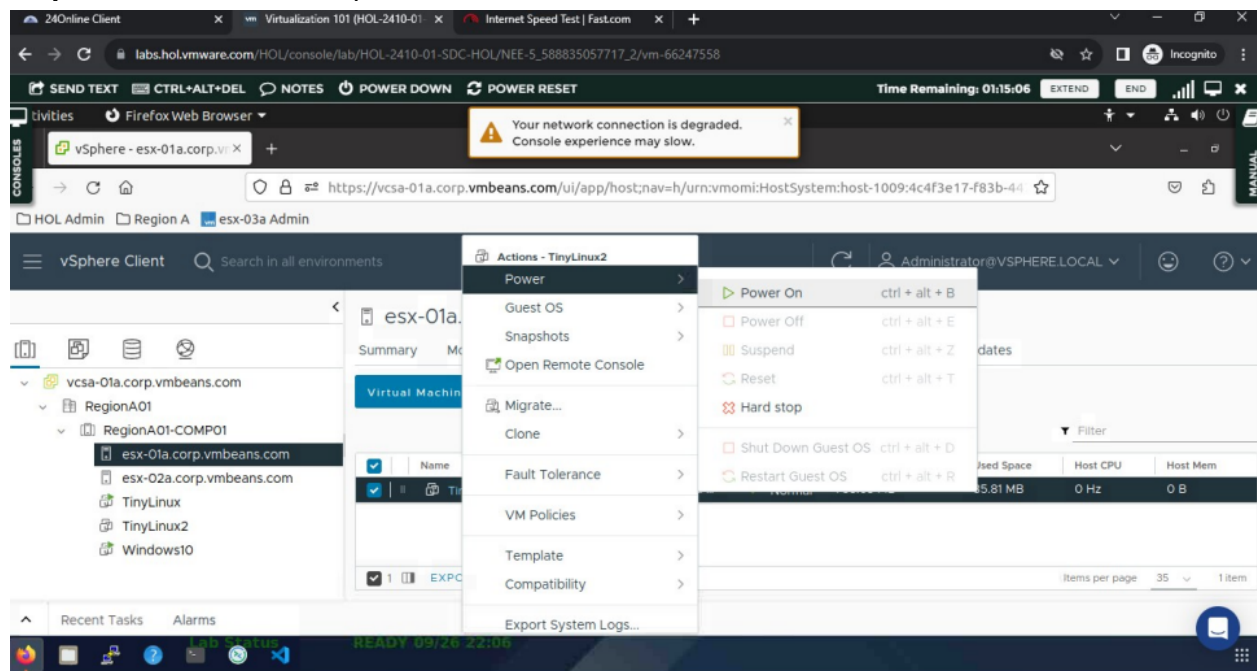 24Online Client
Virtualization 101 (HOL-2410-01-
Internet Speed Test | Fast.com
labs.hol.vmware.com/HOL/console/lab/HOL-2410-01-SDC-HOL/NEE-5_588835057717_2/vm-66247558
Incognito
SEND TEXT CTRL+ALT+DEL NOTES POWER DOWN POWER RESET Time Remaining: 01:15:06 EXTEND END
CONSOLES
MANUAL
tivities Firefox Web Browser
Your network connection is degraded.
Console experience may slow.
vSphere - esx-01a.corp.vr
https://vcsa-01a.corp.vmbeans.com/ui/app/host;nav=h/urn:vmomi:HostSystem:host-1009:4c4f3e17-f83b-44
HOL Admin Region A esx-03a Admin
vSphere Client Search in all environments Administrator@VSPHERE.LOCAL
Actions - TinyLinux2
Power
Guest OS
Snapshots
Open Remote Console
Migrate...
Clone
Fault Tolerance
VM Policies
Template
Compatibility
Export System Logs...
Power On ctrl + alt + B
Power Off ctrl + alt + E
Suspend ctrl + alt + Z
Reset ctrl + alt + T
Hard stop
Shut Down Guest OS ctrl + alt + D
Restart Guest OS ctrl + alt + R
vcsa-01a.corp.vmbeans.com
RegionA01
RegionA01-COMP01
esx-01a.corp.vmbeans.com
esx-02a.corp.vmbeans.com
TinyLinux
TinyLinux2
Windows10
esx-01a.
Summary Mo dates
Virtual Machin
Filter
Name Used Space Host CPU Host Mem
Ti Normal 35.81 MB 0 Hz 0 B
1 EXPO Items per page 35 1 item
Recent Tasks Alarms
Lab Status READY 09/26 22:06